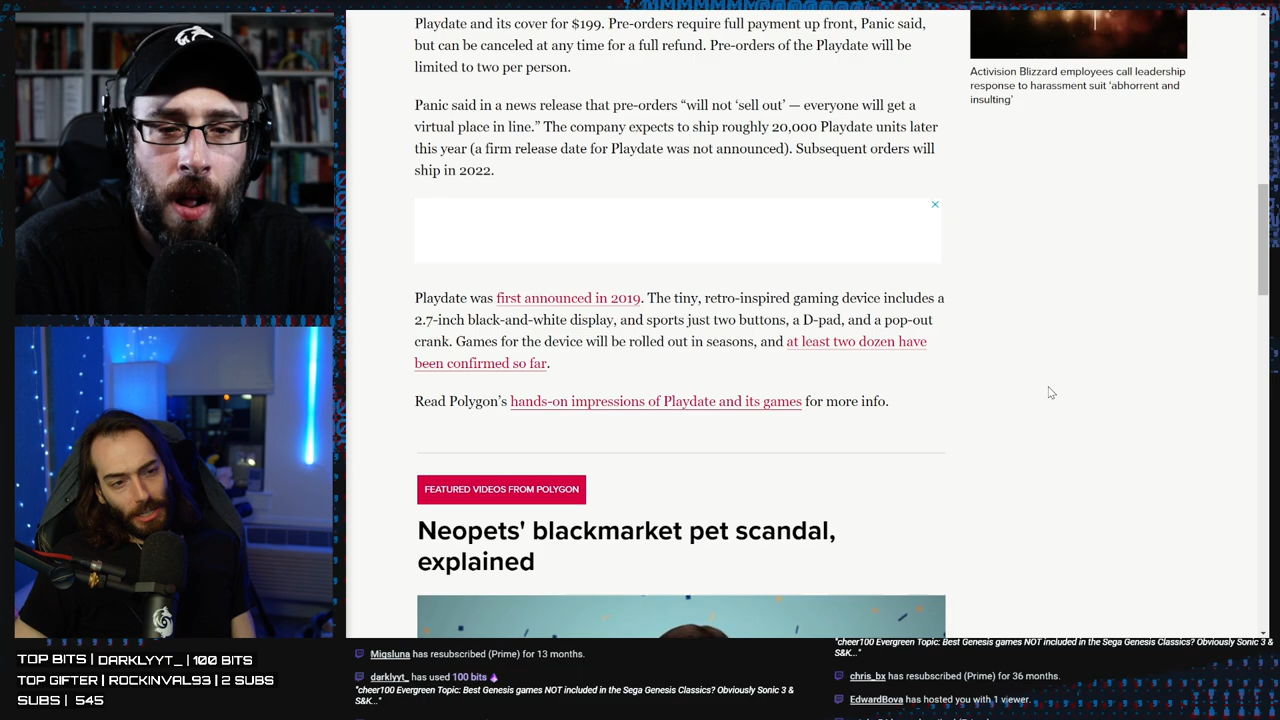 Playdate and its cover for $199. Pre-orders require full payment up front, Panic said,
but can be canceled at any time for a full refund. Pre-orders of the Playdate will be
limited to two per person.
Panic said in a news release that pre-orders “will not ‘sell out’ — everyone will get a
virtual place in line.” The company expects to ship roughly 20,000 Playdate units later
this year (a firm release date for Playdate was not announced). Subsequent orders will
ship in 2022.
Playdate was first announced in 2019. The tiny, retro-inspired gaming device includes a
2.7-inch black-and-white display, and sports just two buttons, a D-pad, and a pop-out
crank. Games for the device will be rolled out in seasons, and at least two dozen have
been confirmed so far.
Read Polygon’s hands-on impressions of Playdate and its games for more info.
FEATURED VIDEOS FROM POLYGON
Neopets' blackmarket pet scandal,
explained
Activision Blizzard employees call leadership
response to harassment suit ‘abhorrent and
insulting’
TOP BITS | DARKLYYT_ | 100 BITS
TOP GIFTER | ROCKINVAL93 | 2 SUBS
SUBS | 545
Migsluna has resubscribed (Prime) for 13 months.
darklyyt_ has used 100 bits
"cheer100 Evergreen Topic: Best Genesis games NOT included in the Sega Genesis Classics? Obviously Sonic 3 &
S&K..."
"cheer100 Evergreen Topic: Best Genesis games NOT included in the Sega Genesis Classics? Obviously Sonic 3 &
S&K..."
chris_bx has resubscribed (Prime) for 36 months.
EdwardBova has hosted you with 1 viewer.